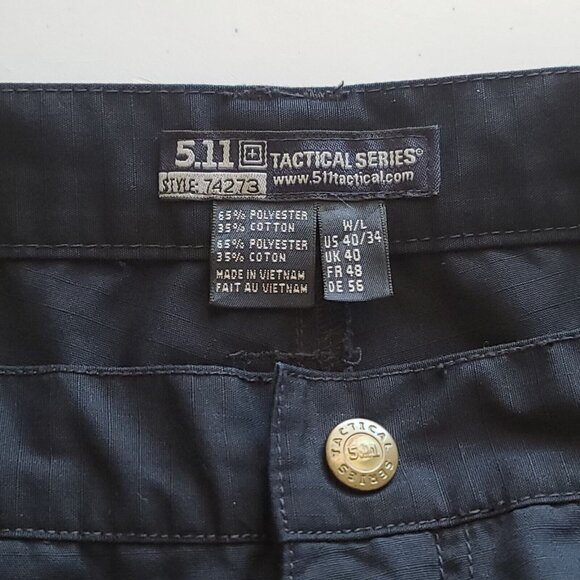 5.11 TACTICAL SERIES®
STYLE: 74273 www.511tactical.com
65% POLYESTER
35% COTTON
65% POLYESTER
35% COTON
MADE IN VIETNAM
FAIT AU VIETNAM
W/L
US 40/34
UK 40
FR 48
DE 56
TACTICAL
5.11
SERIES